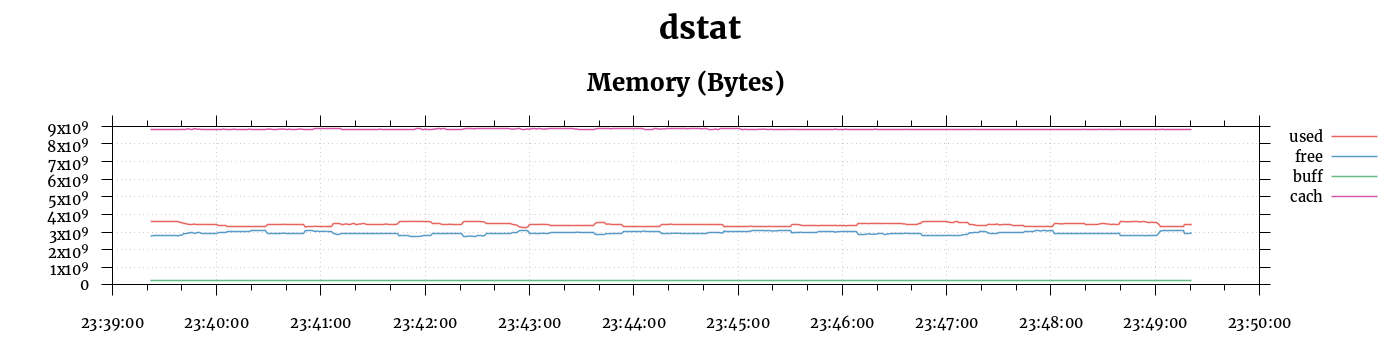 dstat
Memory (Bytes)
9x10⁹
8x10⁹
7x10⁹
6x10⁹
5x10⁹
4x10⁹
3x10⁹
2x10⁹
1x10⁹
0
used
free
buff
cach
23:39:00 23:40:00 23:41:00 23:42:00 23:43:00 23:44:00 23:45:00 23:46:00 23:47:00 23:48:00 23:49:00 23:50:00